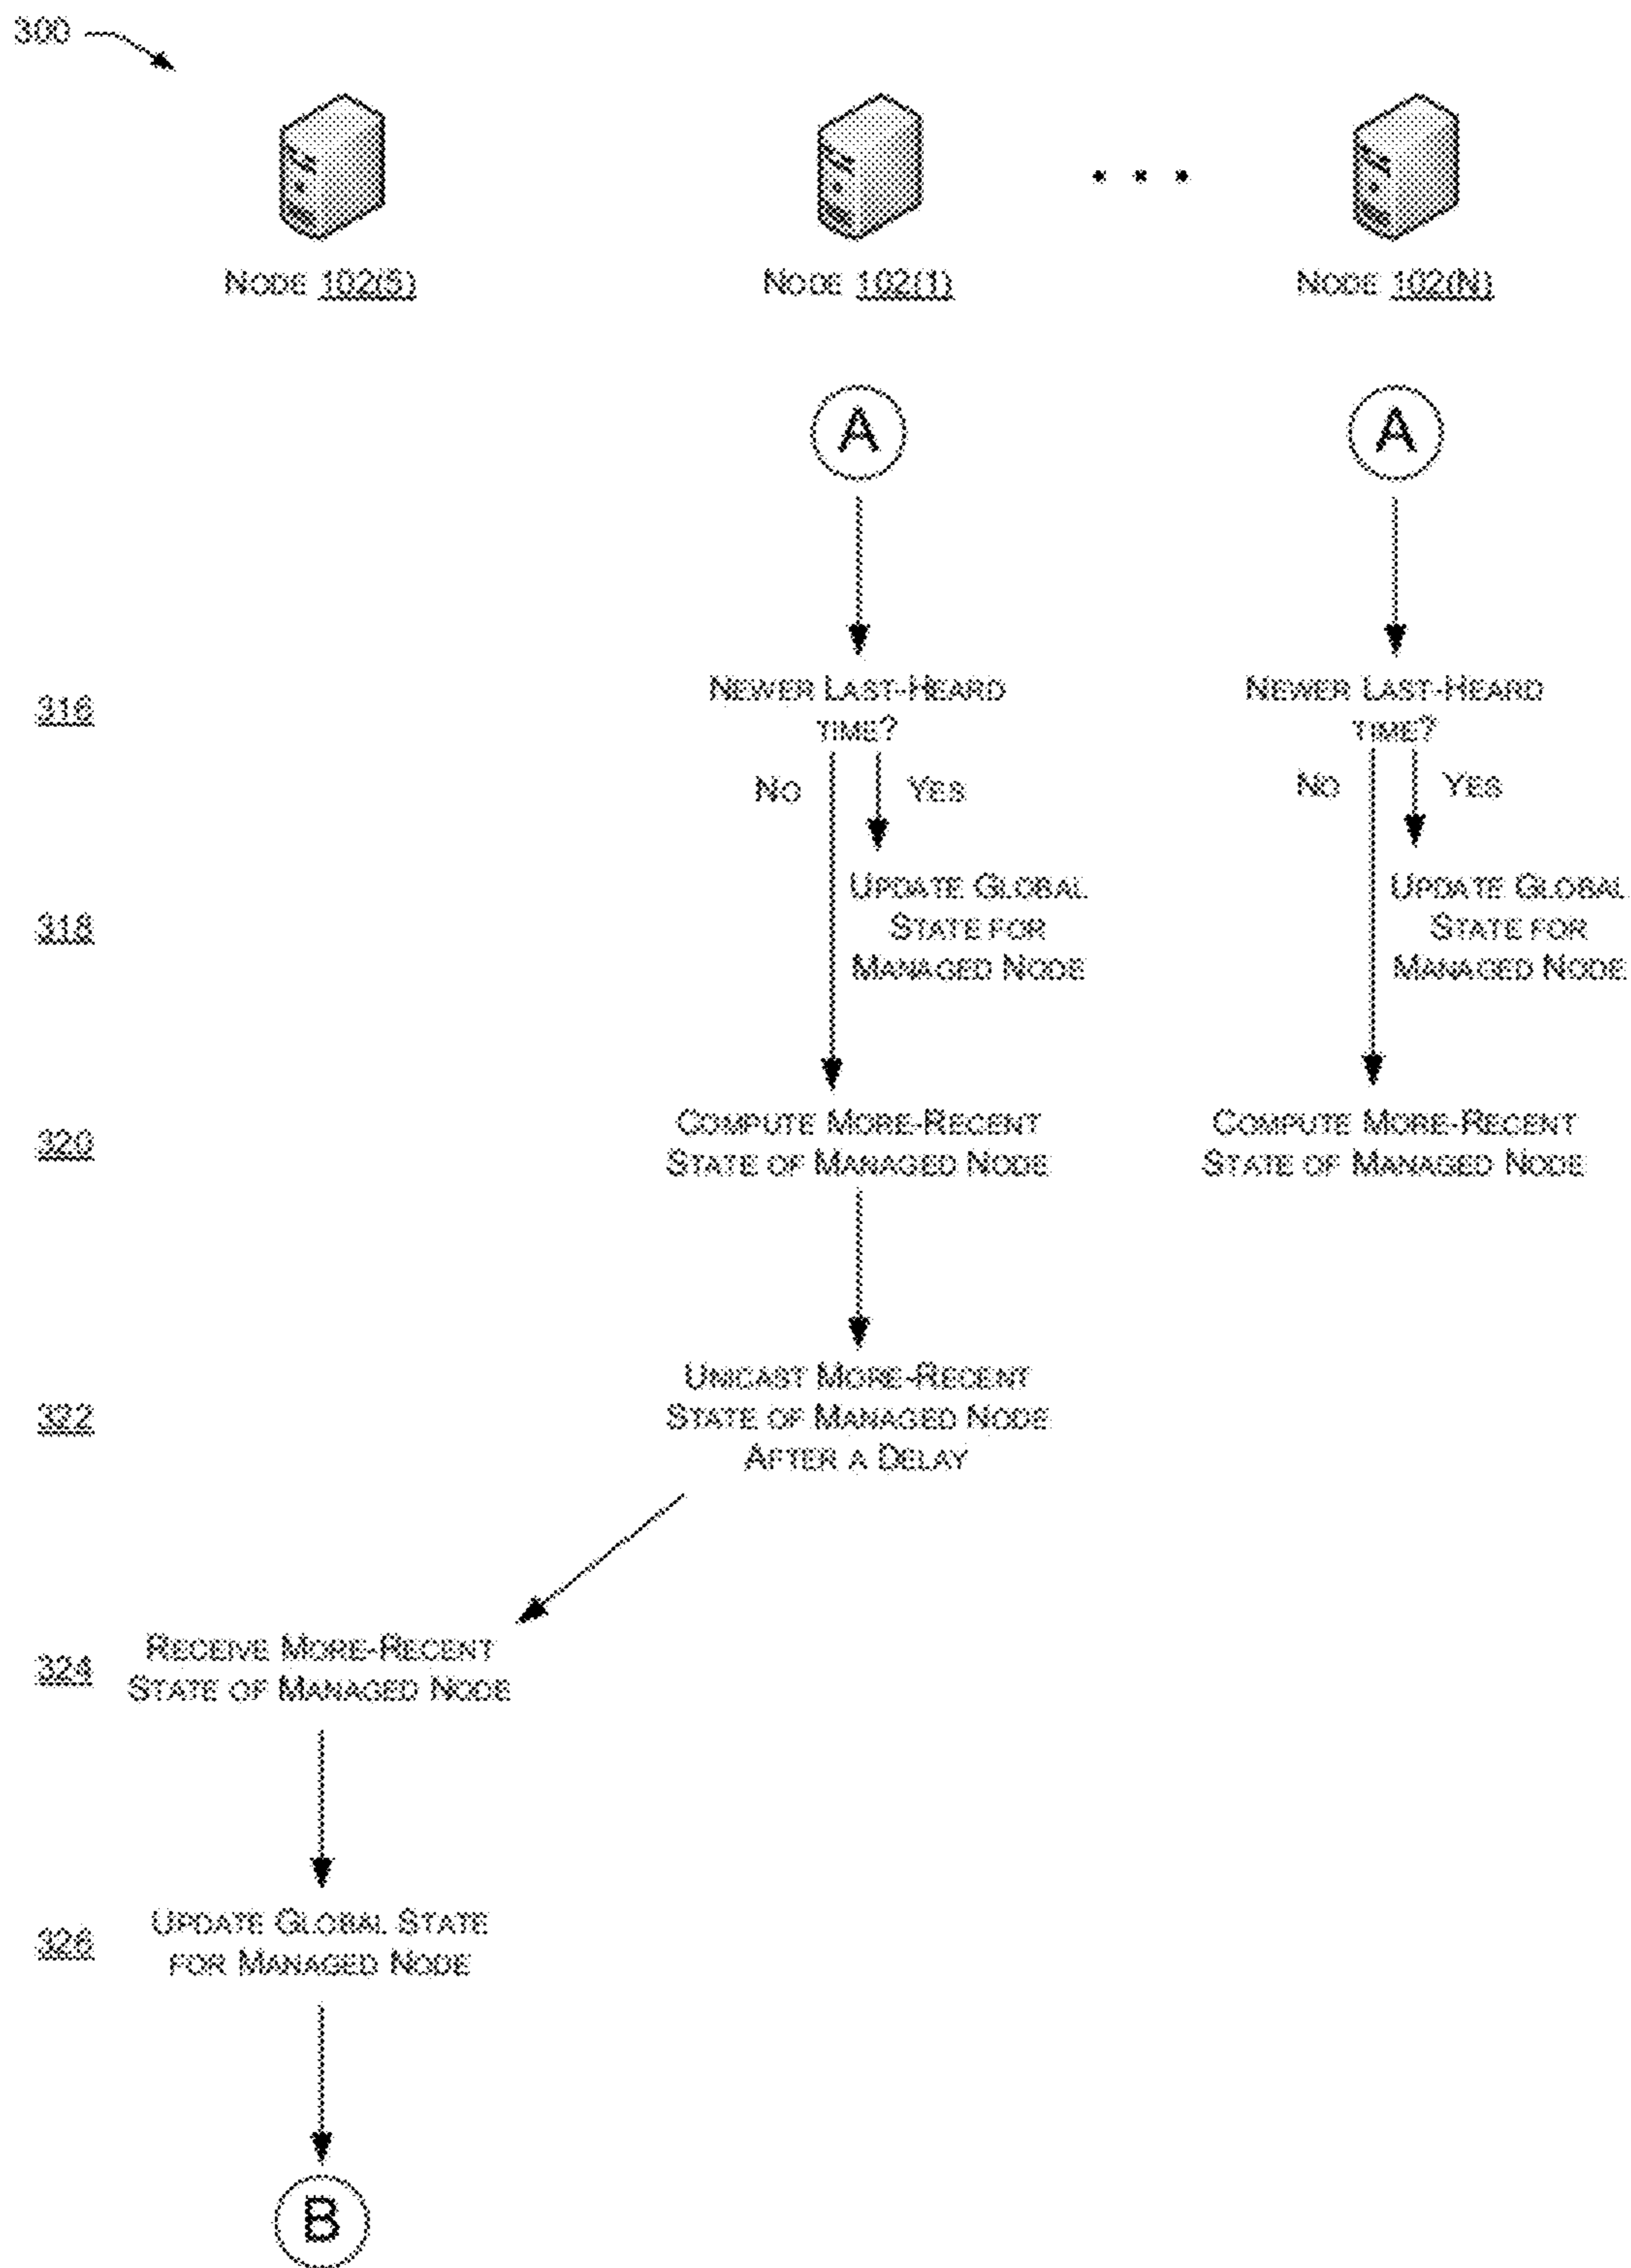 300
NODE 102(5) NODE 102(1) NODE 102(N)
A A
316 NEWER LAST-HEARD NEWER LAST-HEARD
TIME? TIME?
NO YES NO YES
318 UPDATE GLOBAL UPDATE GLOBAL
STATE FOR STATE FOR
MANAGED NODE MANAGED NODE
320 COMPUTE MORE-RECENT COMPUTE MORE-RECENT
STATE OF MANAGED NODE STATE OF MANAGED NODE
322 UNICAST MORE-RECENT
STATE OF MANAGED NODE
AFTER A DELAY
324 RECEIVE MORE-RECENT
STATE OF MANAGED NODE
326 UPDATE GLOBAL STATE
FOR MANAGED NODE
B